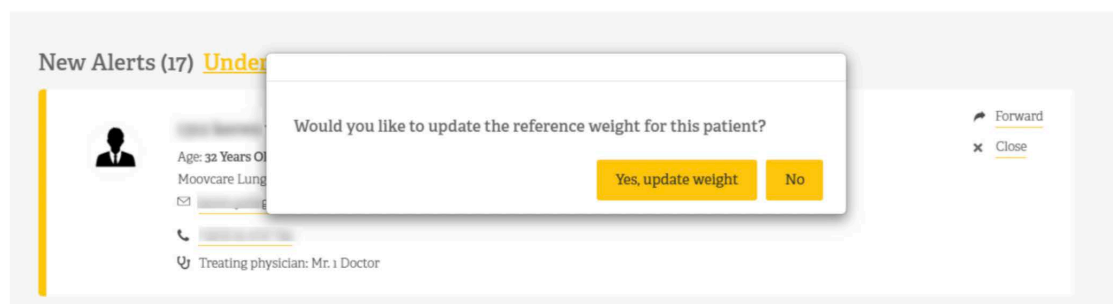 New Alerts (17) Under
Would you like to update the reference weight for this patient?
Yes, update weight No
Forward
Close
Age: 32 Years Ol
Moovcare Lung
Treating physician: Mr. 1 Doctor